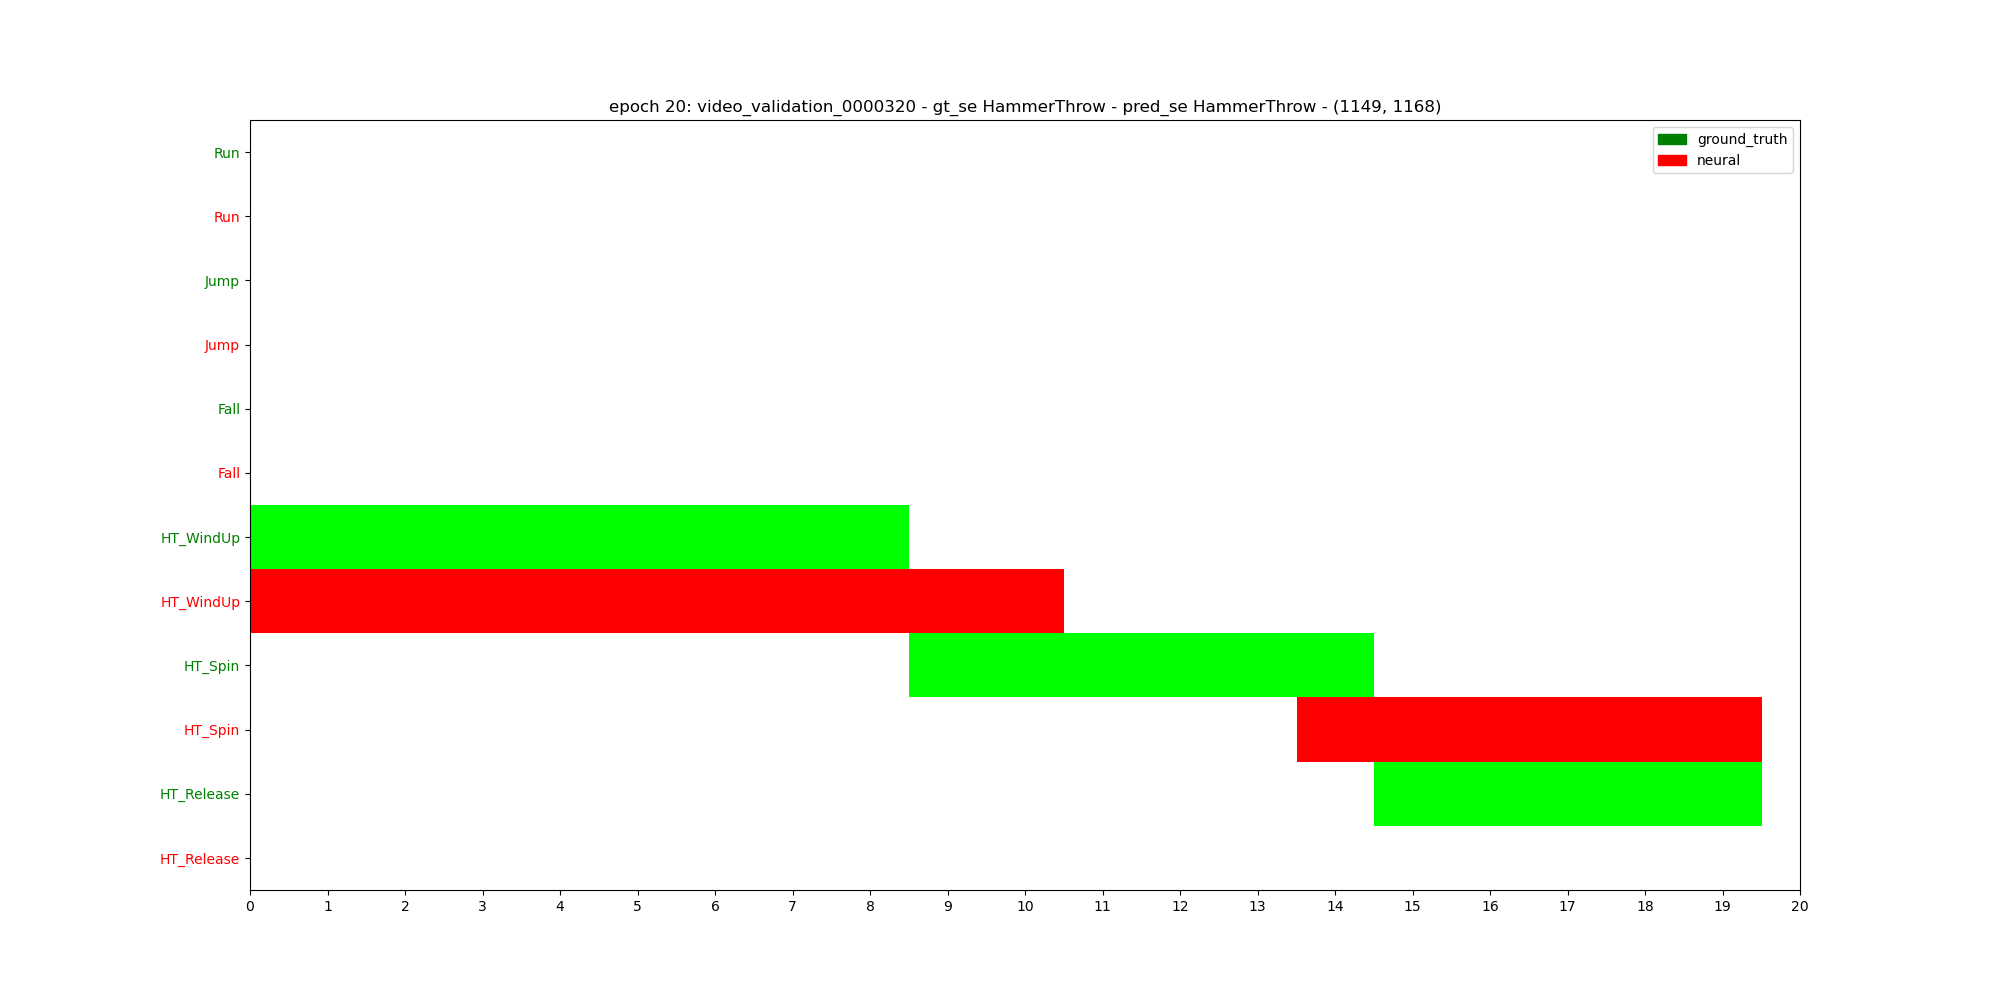 epoch 20: video_validation_0000320 - gt_se HammerThrow - pred_se HammerThrow - (1149, 1168)
ground_truth
neural
Run
Run
Jump
Jump
Fall
Fall
HT_WindUp
HT_WindUp
HT_Spin
HT_Spin
HT_Release
HT_Release
0 1 2 3 4 5 6 7 8 9 10 11 12 13 14 15 16 17 18 19 20